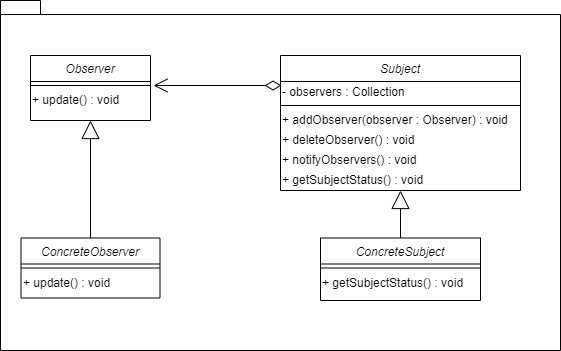 Observer
+ update() : void
Subject
- observers : Collection
+ addObserver(observer : Observer) : void
+ deleteObserver() : void
+ notifyObservers() : void
+ getSubjectStatus() : void
ConcreteObserver
+ update() : void
ConcreteSubject
+ getSubjectStatus() : void